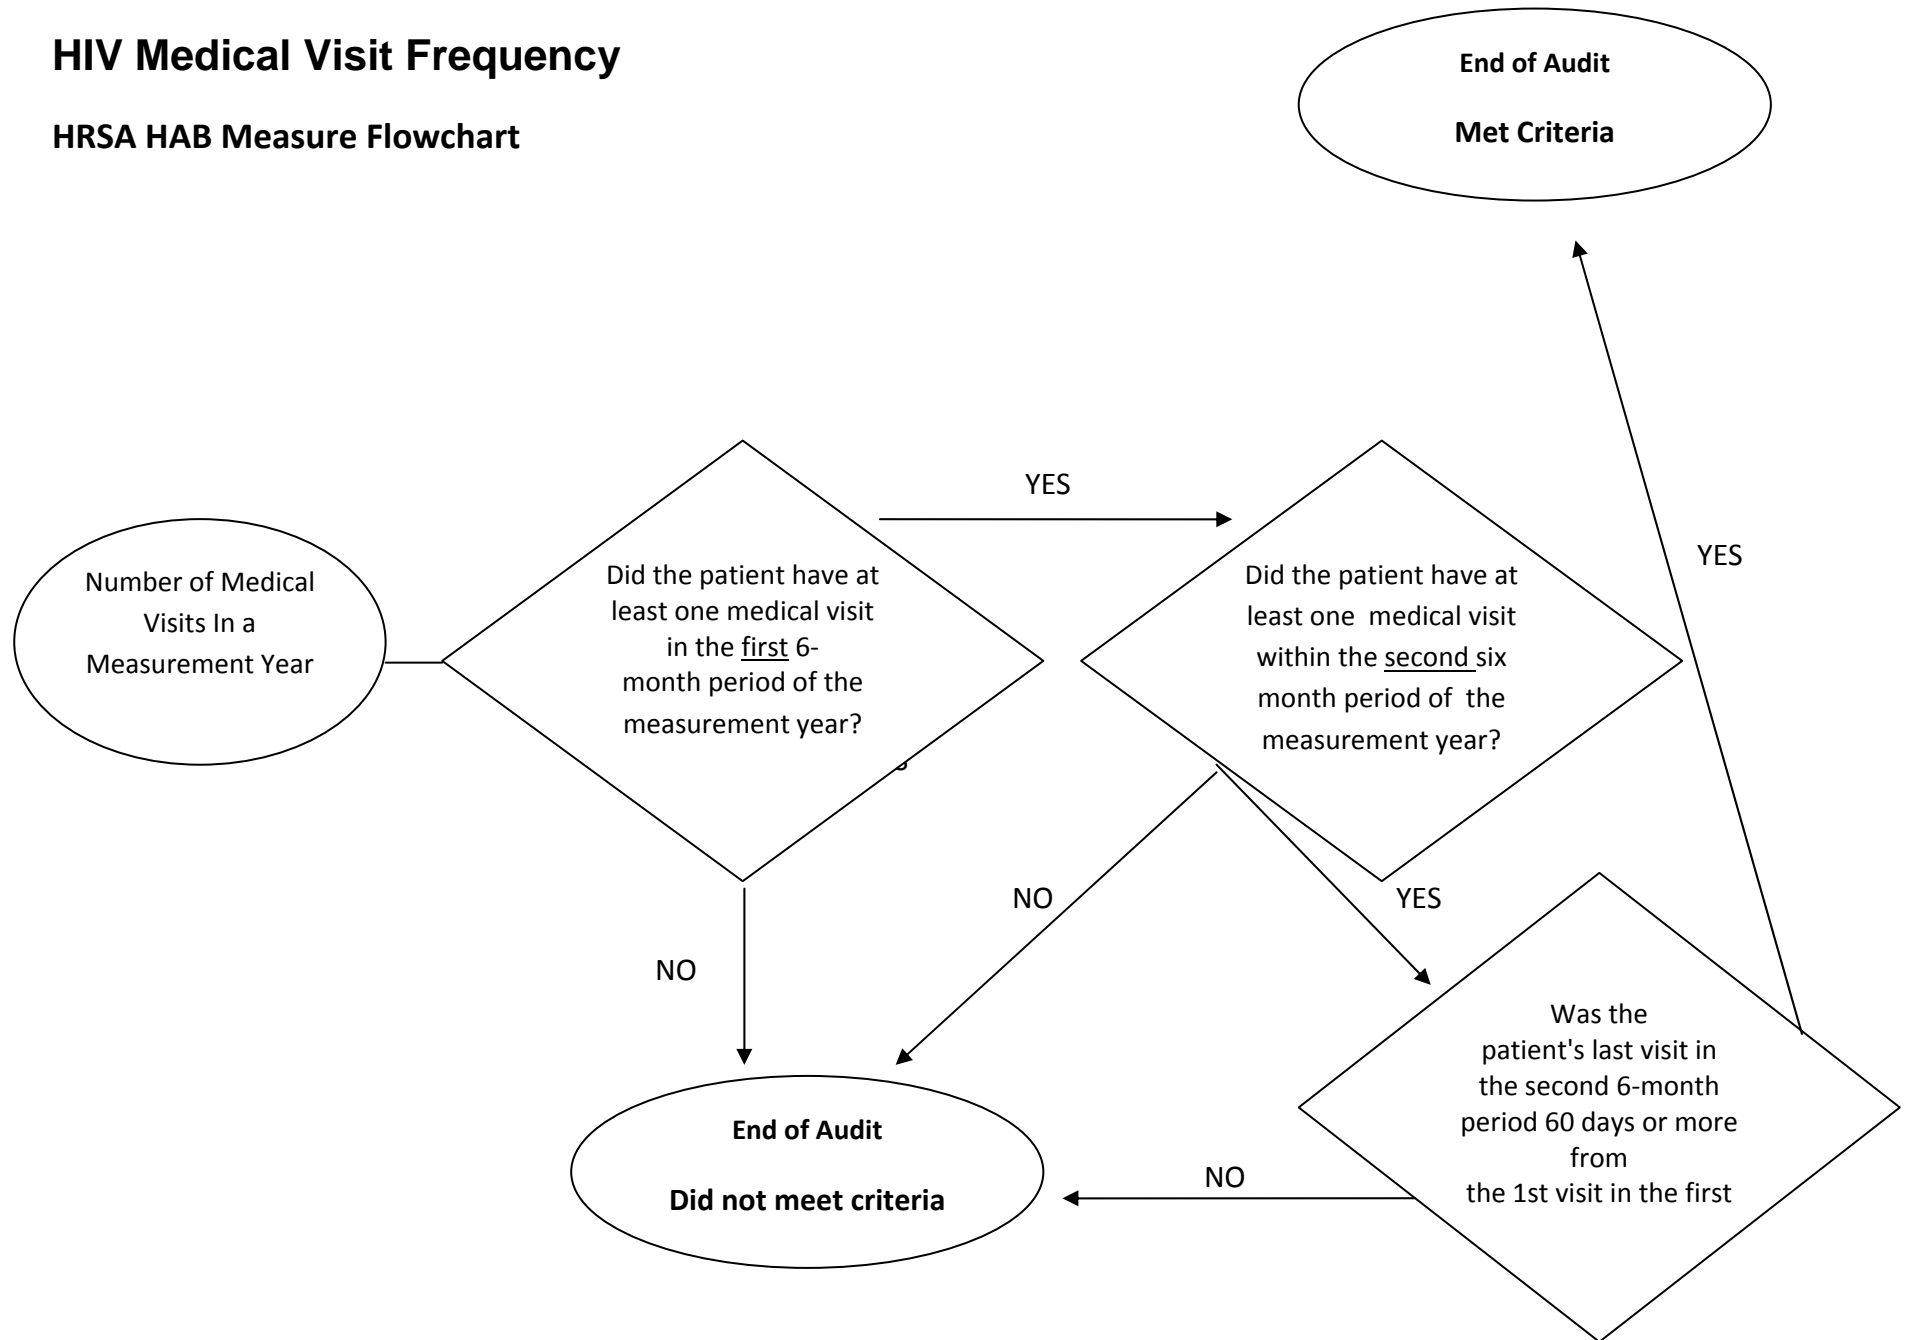 HIV Medical Visit Frequency
HRSA HAB Measure Flowchart
End of Audit
Met Criteria
YES
YES
Number of Medical
Visits In a
Measurement Year
Did the patient have at
least one medical visit
in the first 6-
month period of the
measurement year?
Did the patient have at
least one  medical visit
within the second six
month period of  the
measurement year?
NO
YES
NO
Was the
patient's last visit in
the second 6-month
period 60 days or more
from
the 1st visit in the first
NO
End of Audit
Did not meet criteria